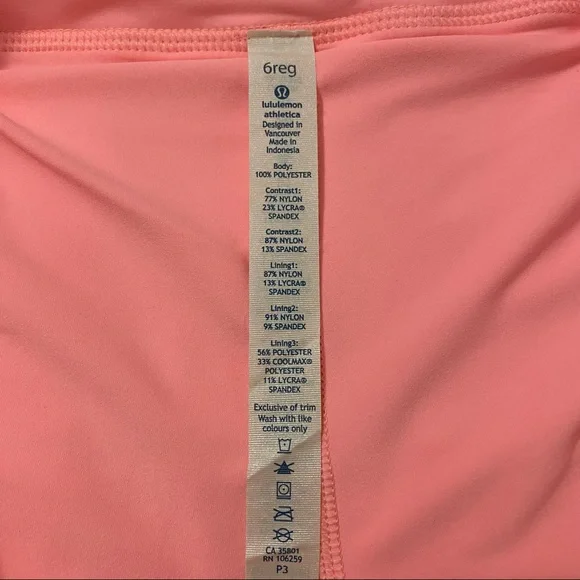 6reg
lululemon
athletica
Designed in
Vancouver
Made in
Indonesia
Body:
100% POLYESTER
Contrast1:
77% NYLON
23% LYCRA®
SPANDEX
Contrast2:
87% NYLON
13% SPANDEX
Lining1:
87% NYLON
13% LYCRA®
SPANDEX
Lining2:
91% NYLON
9% SPANDEX
Lining3:
56% POLYESTER
33% COOLMAX®
POLYESTER
11% LYCRA®
SPANDEX
Exclusive of trim
Wash with like
colours only
CA 35801
RN 106259
P3